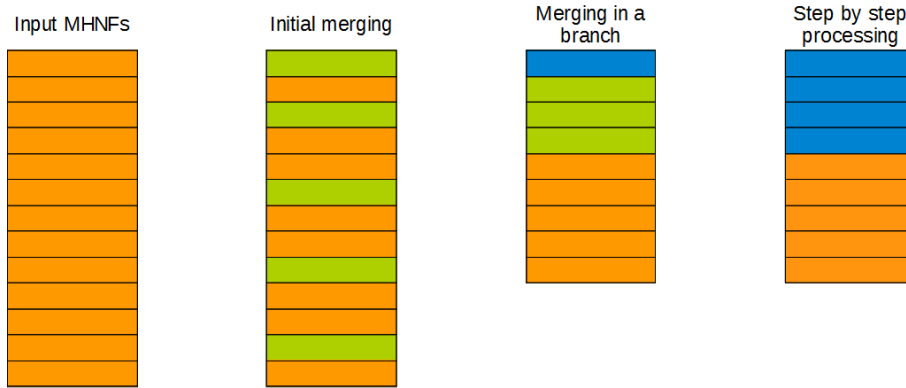 Input MHNFs
Initial merging
Merging in a
branch
Step by step
processing